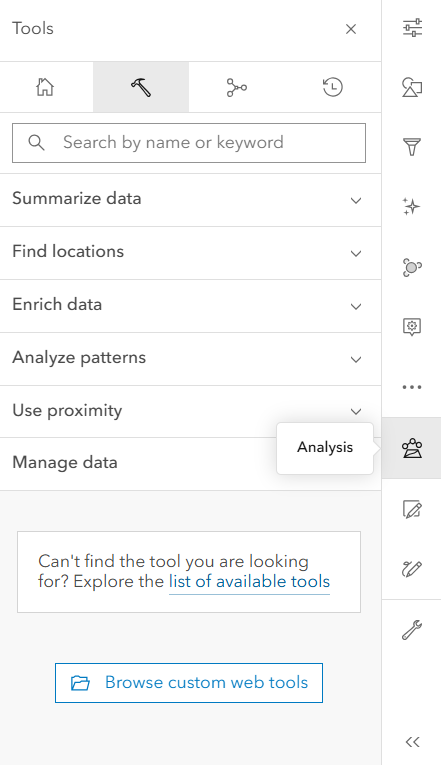 Tools
Search by name or keyword
Summarize data
Find locations
Enrich data
Analyze patterns
Use proximity
Analysis
Manage data
Can't find the tool you are looking
for? Explore the list of available tools
Browse custom web tools